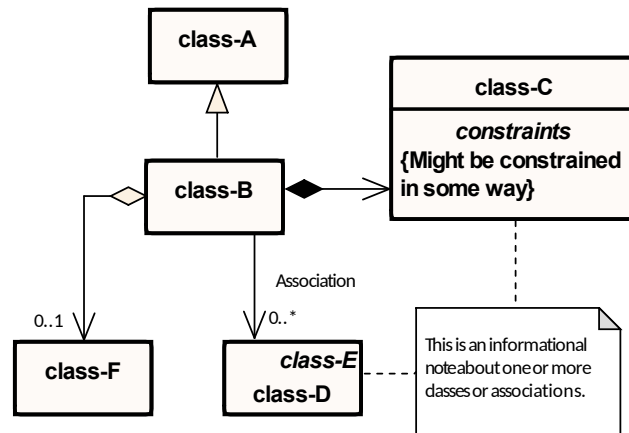 class-A
class-C
constraints
{Might be constrained
in some way}
class-B
Association
0..1
0..*
class-F
class-E
class-D
This is an informational
note about one or more
classes or associations.